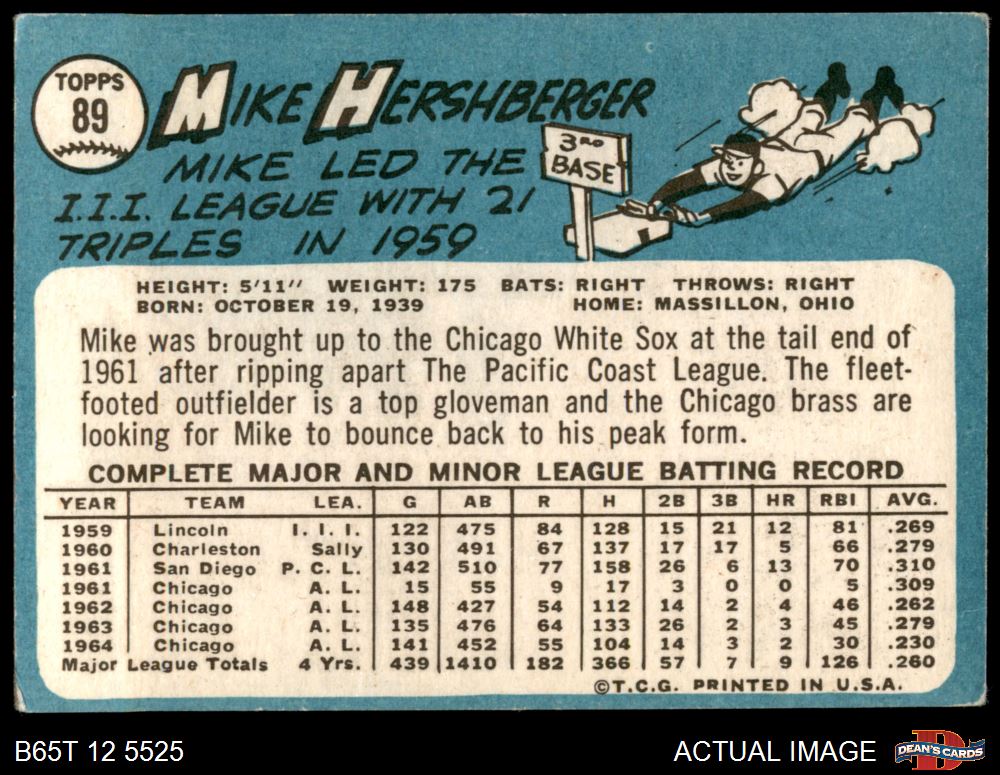 TOPPS
89
MIKE HERSHBERGER
MIKE LED THE
I.I.I. LEAGUE WITH 21
TRIPLES IN 1959
3RD
BASE
HEIGHT: 5'11" WEIGHT: 175 BATS: RIGHT THROWS: RIGHT
BORN: OCTOBER 19, 1939 HOME: MASSILLON, OHIO
Mike was brought up to the Chicago White Sox at the tail end of
1961 after ripping apart The Pacific Coast League. The fleet-
footed outfielder is a top gloveman and the Chicago brass are
looking for Mike to bounce back to his peak form.
COMPLETE MAJOR AND MINOR LEAGUE BATTING RECORD
YEAR TEAM LEA. G AB R H 2B 3B HR RBI AVG.
1959 Lincoln I. I. I. 122 475 84 128 15 21 12 81 .269
1960 Charleston Sally 130 491 67 137 17 17 5 66 .279
1961 San Diego P. C. L. 142 510 77 158 26 6 13 70 .310
1961 Chicago A. L. 15 55 9 17 3 0 0 5 .309
1962 Chicago A. L. 148 427 54 112 14 2 4 46 .262
1963 Chicago A. L. 135 476 64 133 26 2 3 45 .279
1964 Chicago A. L. 141 452 55 104 14 3 2 30 .230
Major League Totals 4 Yrs. 439 1410 182 366 57 7 9 126 .260
©T.C.G. PRINTED IN U.S.A.
B65T 12 5525 ACTUAL IMAGE DEAN'S CARDS